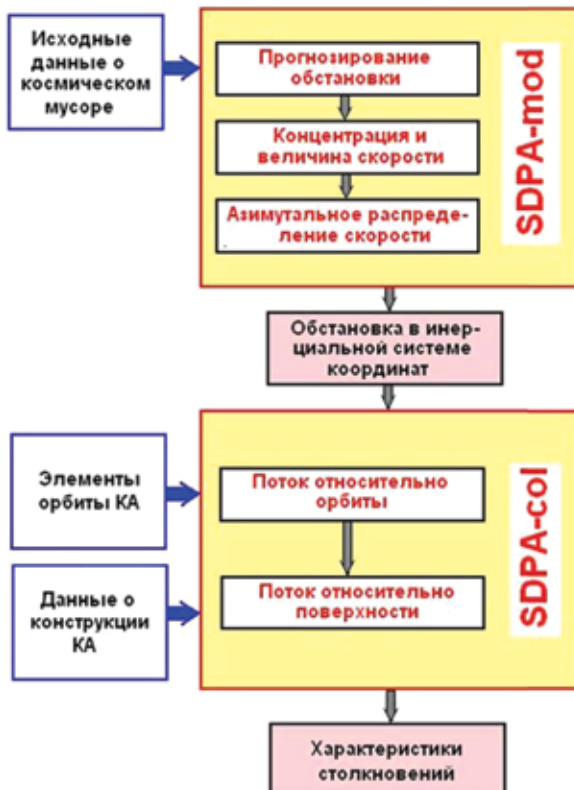 Исходные
данные о
космическом
мусоре
Прогнозирование
обстановки
Концентрация и
величина скорости
Азимутальное распреде-
ление скорости
SDPA-mod
Обстановка в инер-
циальной системе
координат
Элементы
орбиты КА
Поток относительно
орбиты
Данные о
конструкции
КА
Поток относительно
поверхности
SDPA-col
Характеристики
столкновений